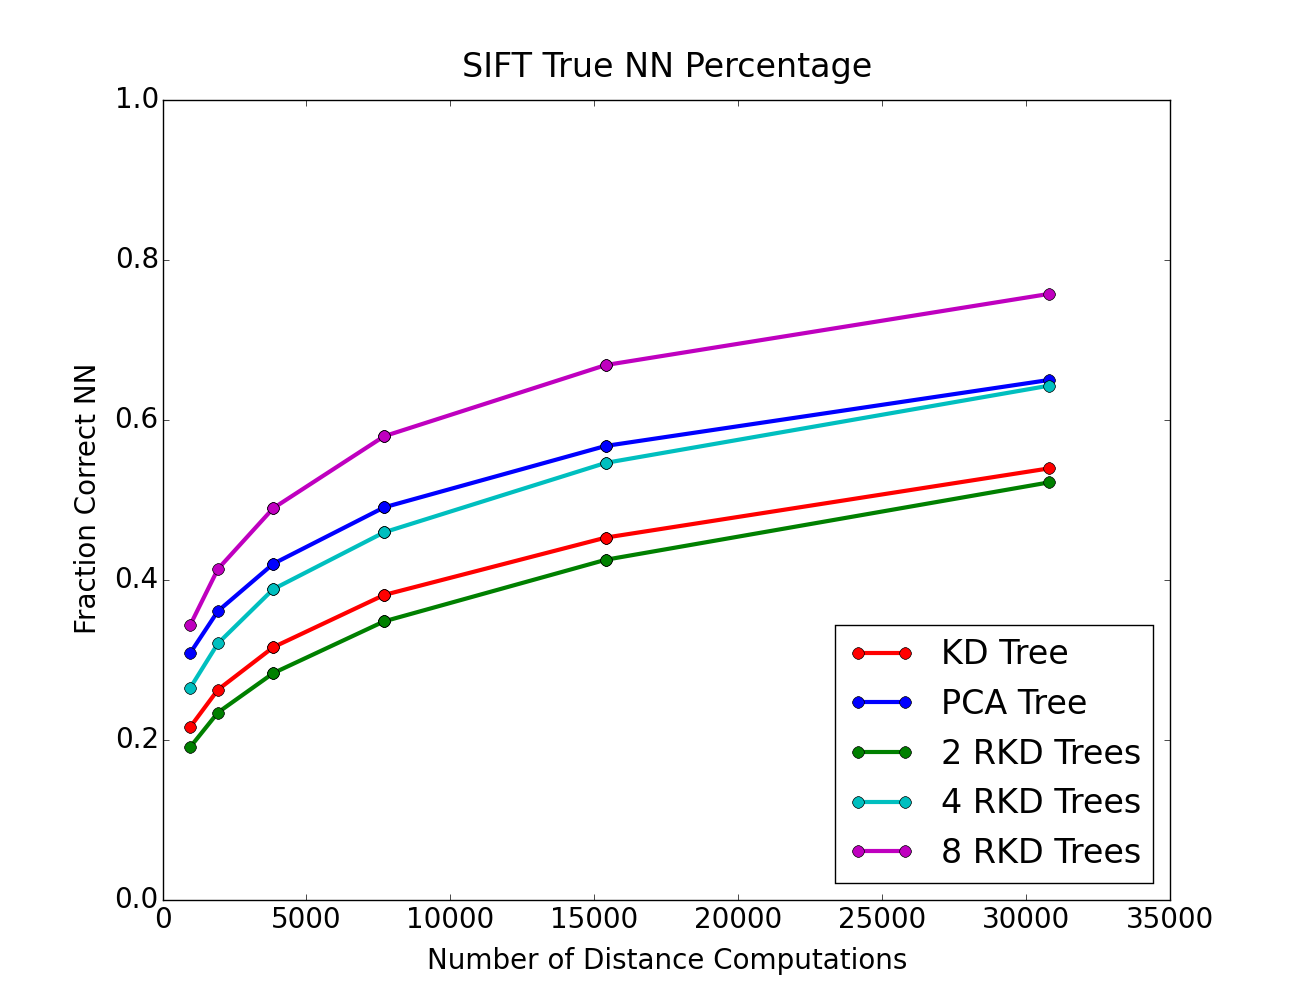 SIFT True NN Percentage
1.0
0.8
0.6
0.4
0.2
0.0
Fraction Correct NN
KD Tree
PCA Tree
2 RKD Trees
4 RKD Trees
8 RKD Trees
0 5000 10000 15000 20000 25000 30000 35000
Number of Distance Computations